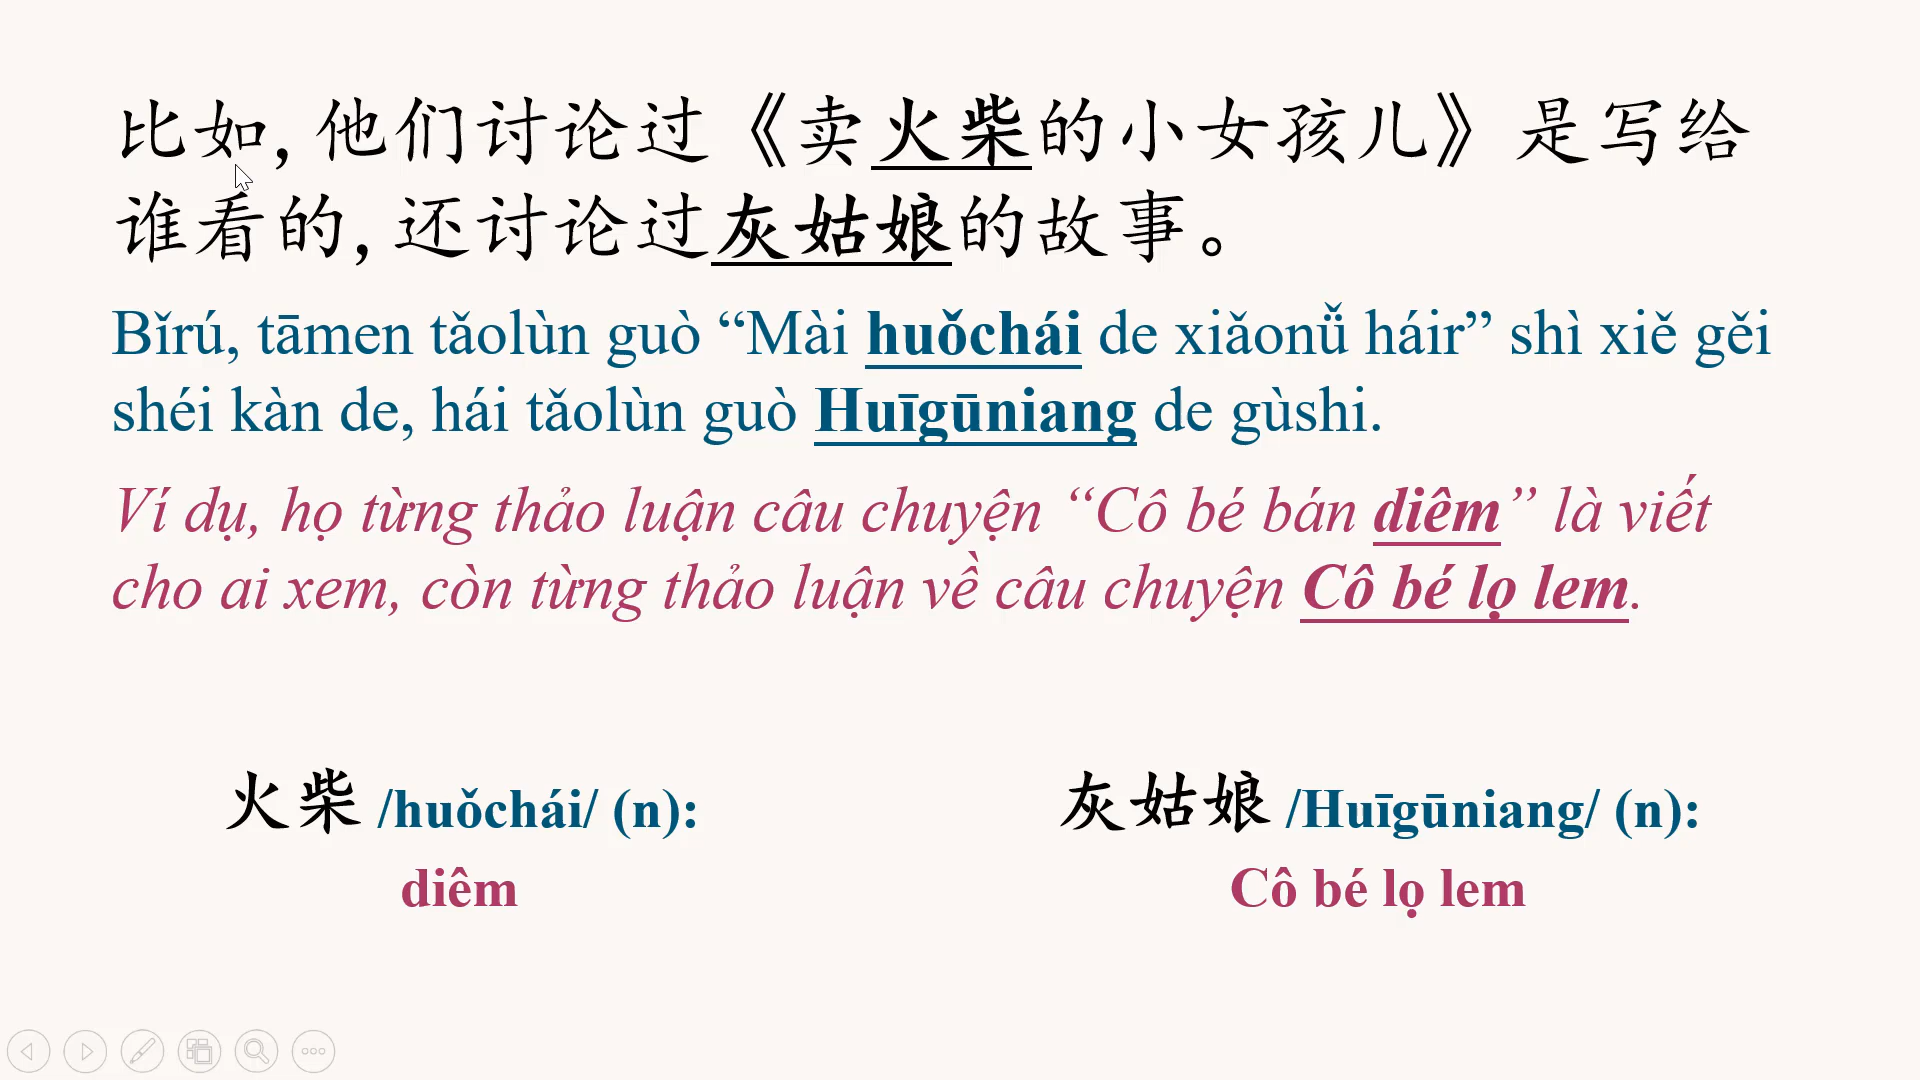 比如,他们讨论过《卖火柴的小女孩儿》是写给
谁看的,还讨论过灰姑娘的故事。
Bǐrú, tāmen tǎolùn guò “Mài huǒchái de xiǎonǚ háir” shì xiě gěi
shéi kàn de, hái tǎolùn guò Huīgūniang de gùshi.
Ví dụ, họ từng thảo luận câu chuyện “Cô bé bán diêm” là viết
cho ai xem, còn từng thảo luận về câu chuyện Cô bé lọ lem.
火柴 /huǒchái/ (n):
diêm
灰姑娘 /Huīgūniang/ (n):
Cô bé lọ lem